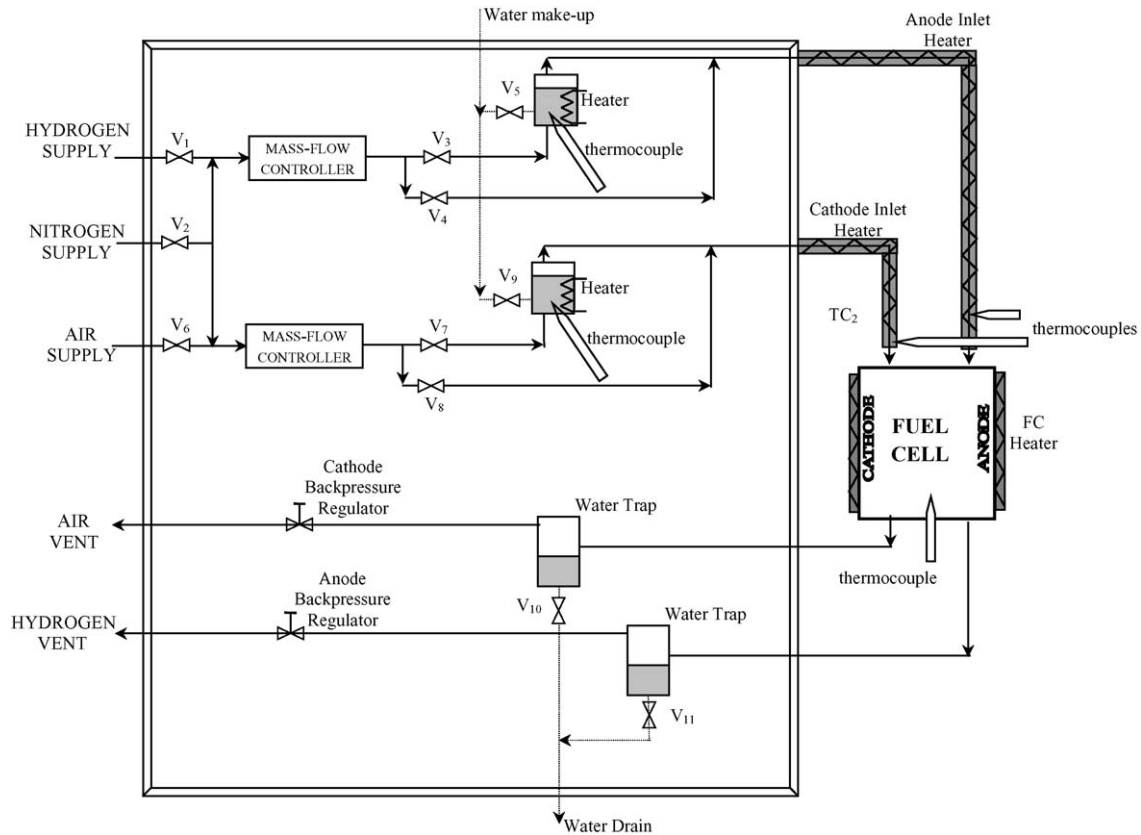 Water make-up
Anode Inlet
Heater
V5
Heater
HYDROGEN
SUPPLY
V1
MASS-FLOW
CONTROLLER
V3
thermocouple
V4
NITROGEN
SUPPLY
V2
Cathode Inlet
Heater
V9
Heater
AIR
SUPPLY
V6
MASS-FLOW
CONTROLLER
V7
thermocouple
V8
TC2
thermocouples
CATHODE
FUEL
CELL
ANODE
FC
Heater
Cathode
Backpressure
Regulator
Water Trap
AIR
VENT
thermocouple
V10
Anode
Backpressure
Regulator
Water Trap
HYDROGEN
VENT
V11
Water Drain